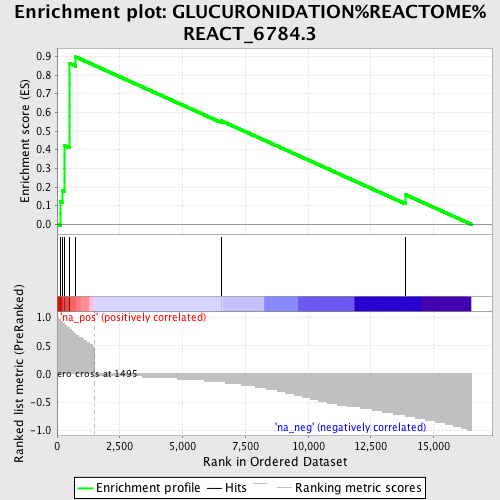 Enrichment plot: GLUCURONIDATION%REACTOME%
REACT_6784.3
Enrichment score (ES)
0.9
0.8
0.7
0.6
0.5
0.4
0.3
0.2
0.1
0.0
'na_pos' (positively correlated)
Ranked list metric (PreRanked)
1.0
0.5
0.0
-0.5
-1.0
ero cross at 1495
'na_neg' (negatively correlated)
0 2,500 5,000 7,500 10,000 12,500 15,000
Rank in Ordered Dataset
Enrichment profile Hits Ranking metric scores